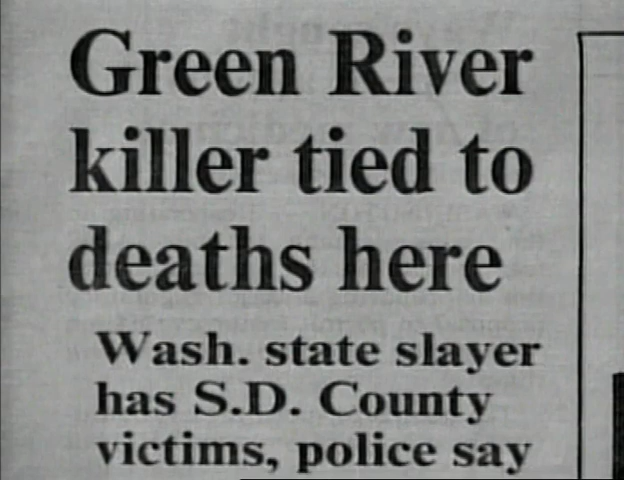 Green River
killer tied to
deaths here
Wash. state slayer
has S.D. County
victims, police say